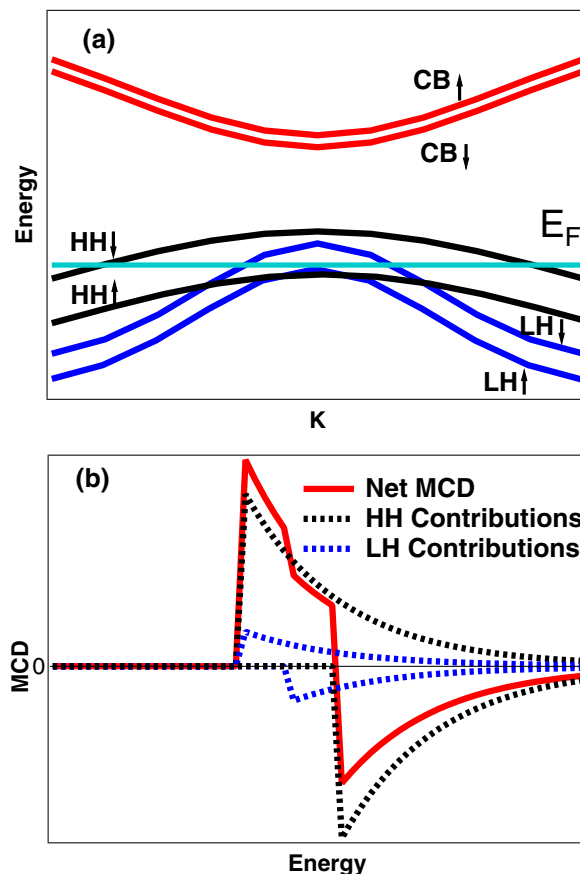 (a)
CB
CB
Energy
E_F
HH
HH
LH
LH
K
(b)
Net MCD
HH Contributions
LH Contributions
MCD
0
Energy